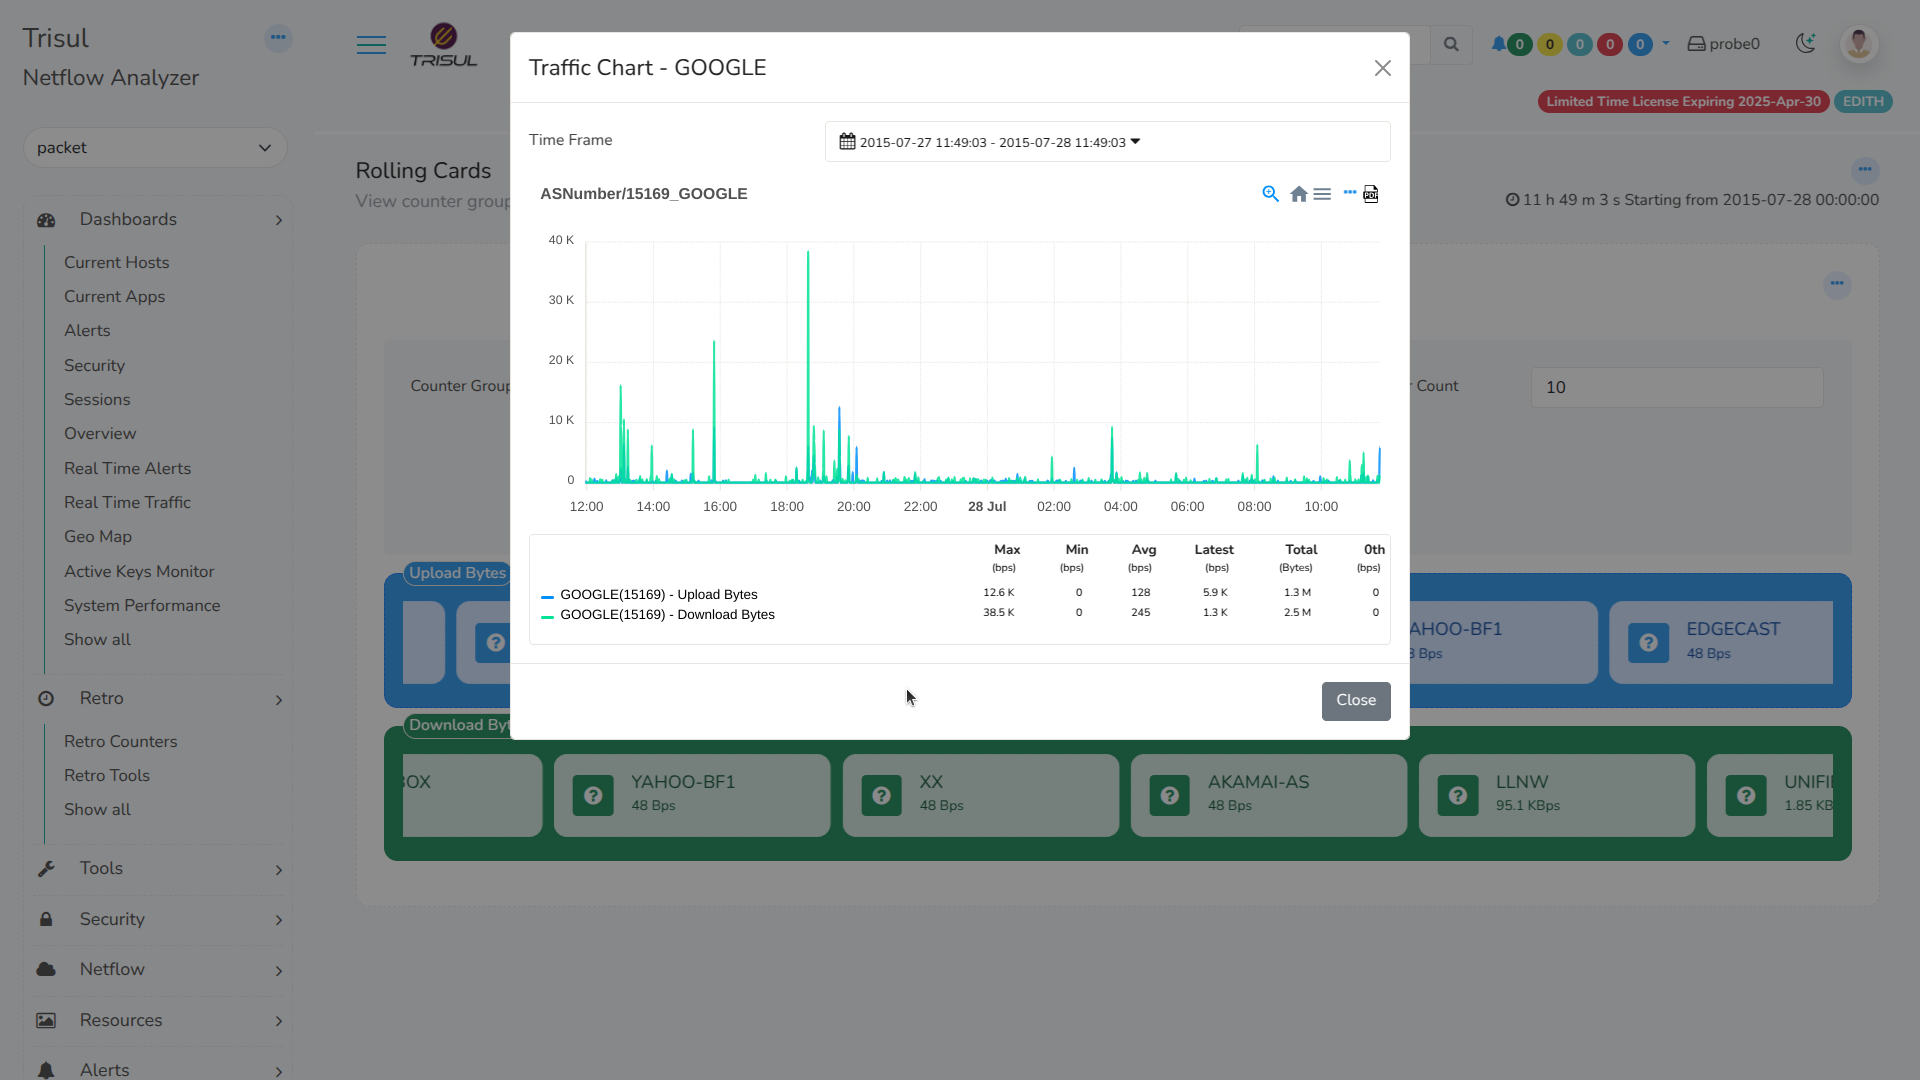 Trisul
Netflow Analyzer
packet
Dashboards
Current Hosts
Current Apps
Alerts
Security
Sessions
Overview
Real Time Alerts
Real Time Traffic
Geo Map
Active Keys Monitor
System Performance
Show all
Retro
Retro Counters
Retro Tools
Show all
Tools
Security
Netflow
Resources
Alerts
TRISUL
0 0 0 0 0 probe0
Limited Time License Expiring 2025-Apr-30 EDITH
Rolling Cards
View counter group
11 h 49 m 3 s Starting from 2015-07-28 00:00:00
Counter Group
Count 10
Traffic Chart - GOOGLE
Time Frame 2015-07-27 11:49:03 - 2015-07-28 11:49:03
ASNumber/15169_GOOGLE
PDF
40 K
30 K
20 K
10 K
0
12:00 14:00 16:00 18:00 20:00 22:00 28 Jul 02:00 04:00 06:00 08:00 10:00
Max Min Avg Latest Total 0th
(bps) (bps) (bps) (bps) (Bytes) (bps)
GOOGLE(15169) - Upload Bytes 12.6 K 0 128 5.9 K 1.3 M 0
GOOGLE(15169) - Download Bytes 38.5 K 0 245 1.3 K 2.5 M 0
Close
Upload Bytes
AHOO-BF1 EDGECAST
Bps 48 Bps
Download Byt
OX YAHOO-BF1 XX AKAMAI-AS LLNW UNIFI
48 Bps 48 Bps 48 Bps 95.1 KBps 1.85 KB